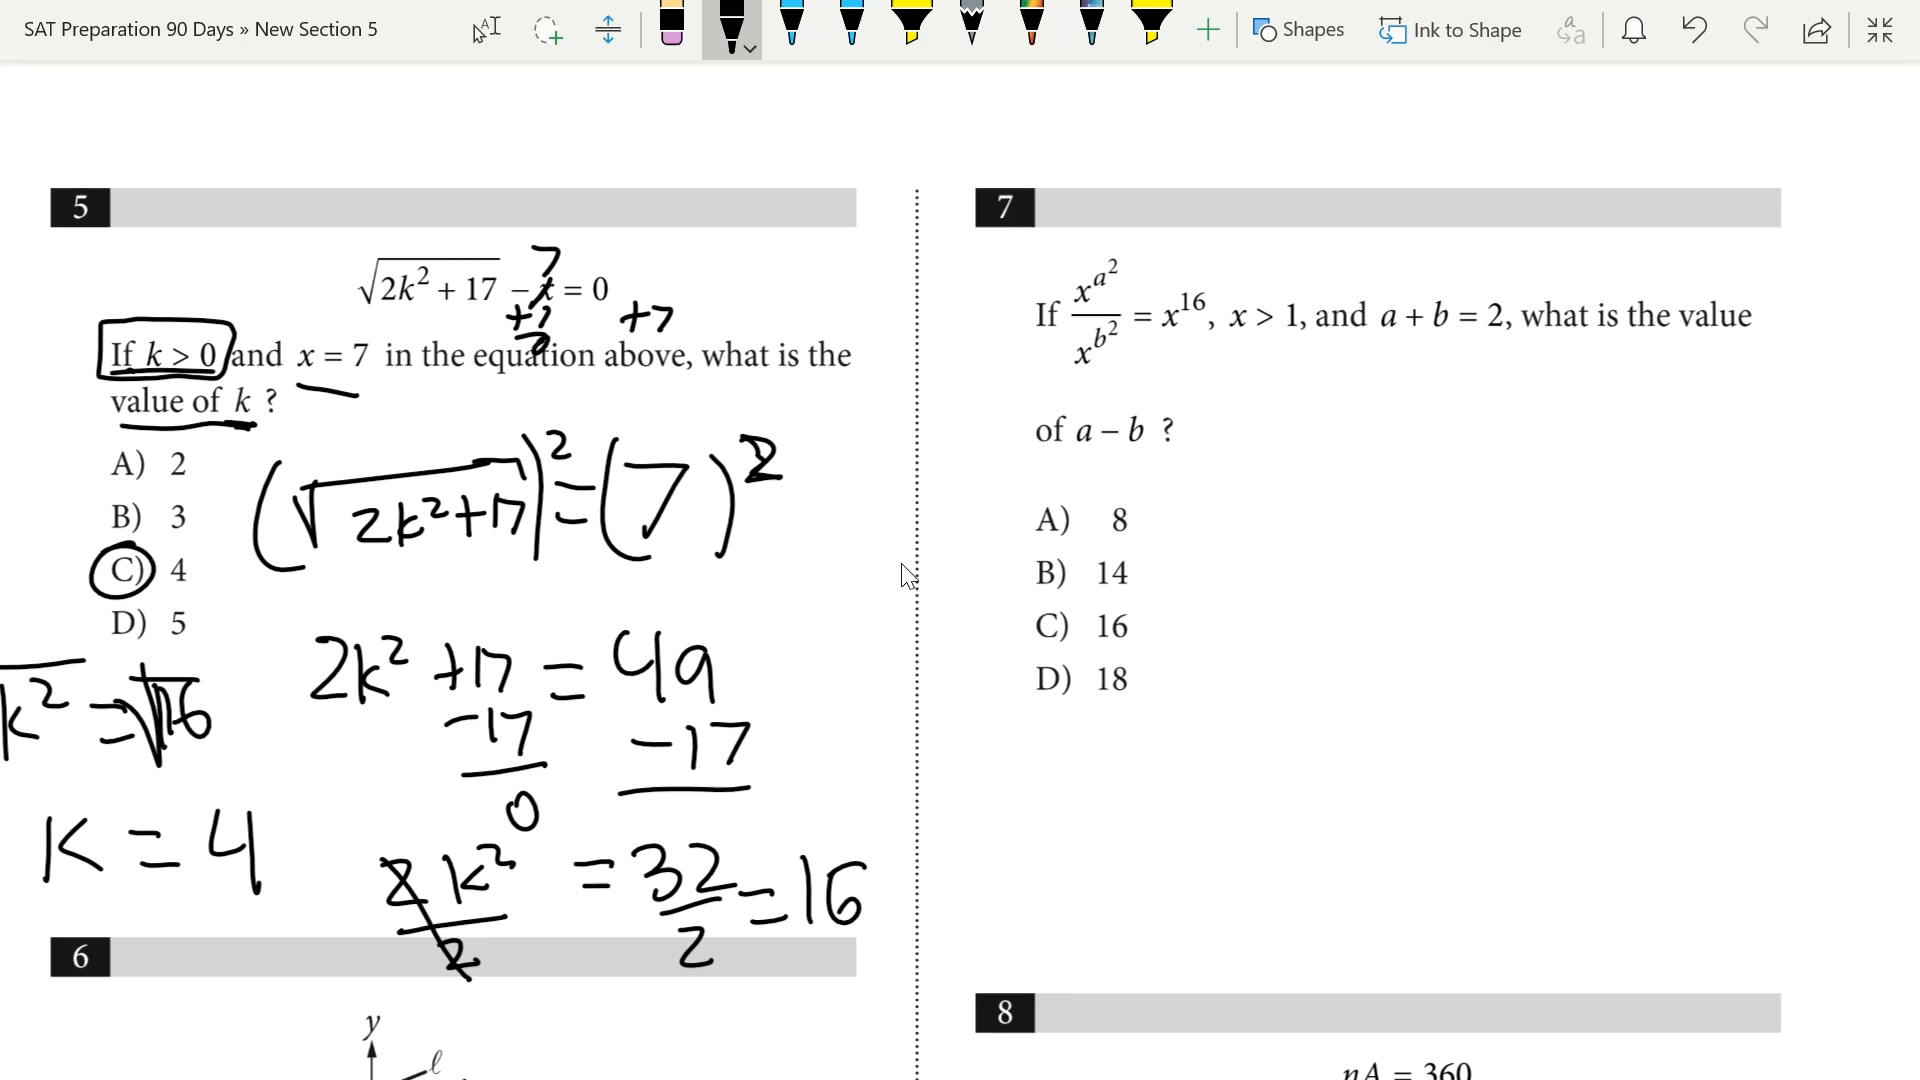 SAT Preparation 90 Days » New Section 5
Shapes
Ink to Shape
5
√2k² + 17 − x = 0
7
+7 +7
0
If k > 0 and x = 7 in the equation above, what is the
value of k ?
A) 2
B) 3
C) 4
D) 5
(√2k²+17)² = (7)²
2k² +17 = 49
−17 −17
0
2k²/2 = 32/2 = 16
√k² = √16
K = 4
6
y
ℓ
7
If x^a²/x^b² = x¹⁶, x > 1, and a + b = 2, what is the value
of a − b ?
A) 8
B) 14
C) 16
D) 18
8
nA = 360